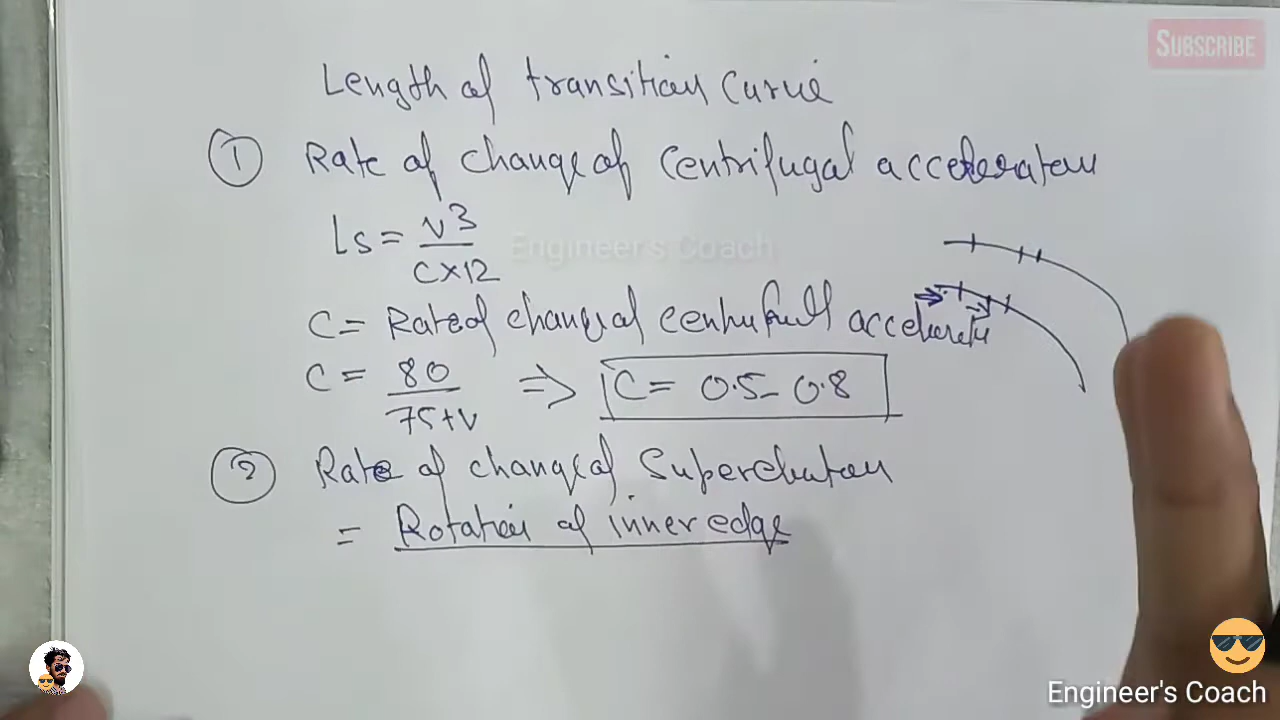 SUBSCRIBE
Length of transition Curve
① Rate of change of Centrifugal acceleration
Ls = v3 / C×12
Engineer's Coach
C = Rate of change of centrifugal
C = 80 / 75+V => C = 0.5 - 0.8
② Rate of change of Superelevation
= Rotation of inner edge
Engineer's Coach